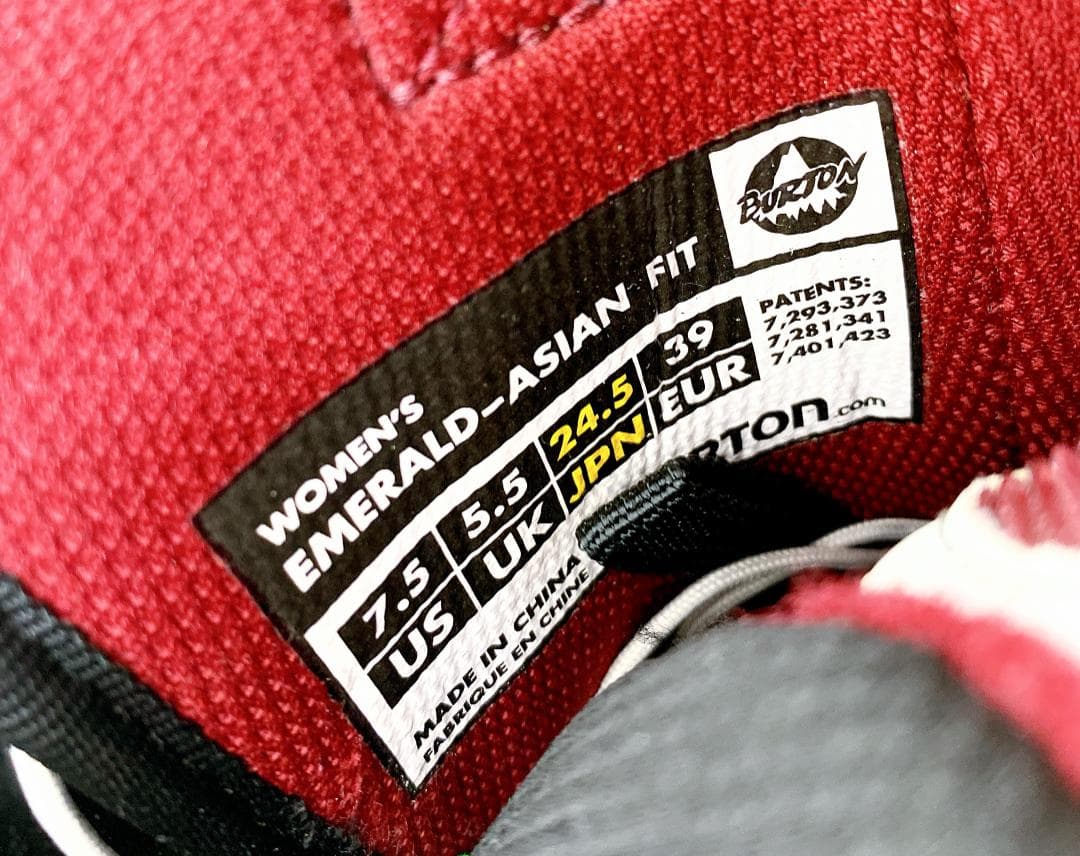 WOMEN'S
EMERALD-ASIAN FIT
BURTON
7.5 5.5 24.5 39
US UK JPN. EUR
PATENTS:
7,293,373
7,281,341
7,401,423
MADE IN CHINA
FABRIQUE EN CHINE
RTON.com